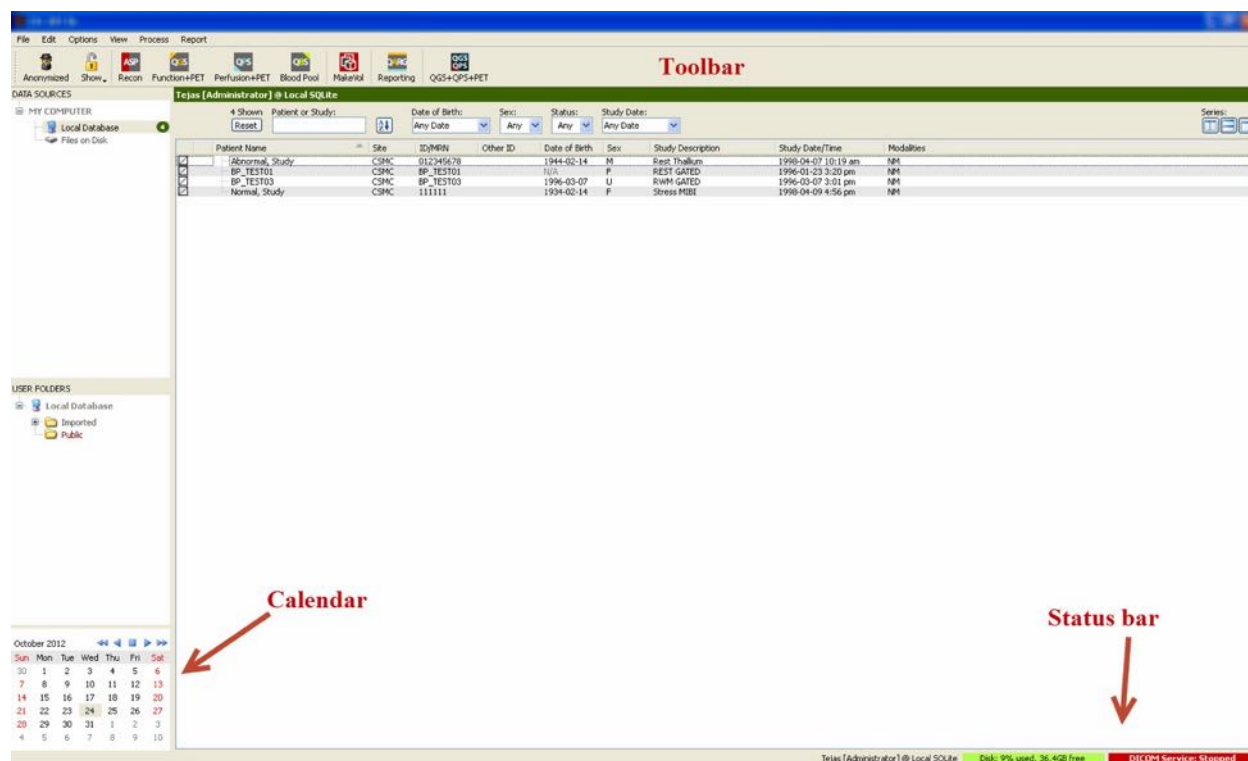 File Edit Options View Process Report
ASP QGS QPS QBS QARG QGS QPS
Anonymized Show Recon Function+PET Perfusion+PET Blood Pool MakeVol Reporting QGS+QPS+PET
Toolbar
DATA SOURCES
MY COMPUTER
Local Database 4
Files on Disk
Tejas [Administrator] @ Local SQLite
4 Shown Patient or Study: Date of Birth: Sex: Status: Study Date: Series:
Reset Any Date Any Any Any Date
Patient Name Site ID/MRN Other ID Date of Birth Sex Study Description Study Date/Time Modalities
Abnormal, Study CSMC 012345678 1944-02-14 M Rest Thallium 1998-04-07 10:19 am NM
BP_TEST01 CSMC BP_TEST01 N/A F REST GATED 1996-01-23 3:20 pm NM
BP_TEST03 CSMC BP_TEST03 1996-03-07 U RWM GATED 1996-03-07 3:01 pm NM
Normal, Study CSMC 111111 1934-02-14 F Stress MIBI 1998-04-09 4:56 pm NM
USER FOLDERS
Local Database
Imported
Public
Calendar
Status bar
October 2012
Sun Mon Tue Wed Thu Fri Sat
30 1 2 3 4 5 6
7 8 9 10 11 12 13
14 15 16 17 18 19 20
21 22 23 24 25 26 27
28 29 30 31 1 2 3
4 5 6 7 8 9 10
Tejas [Administrator] @ Local SQLite Disk: 9% used, 36.4GB free DICOM Service: Stopped